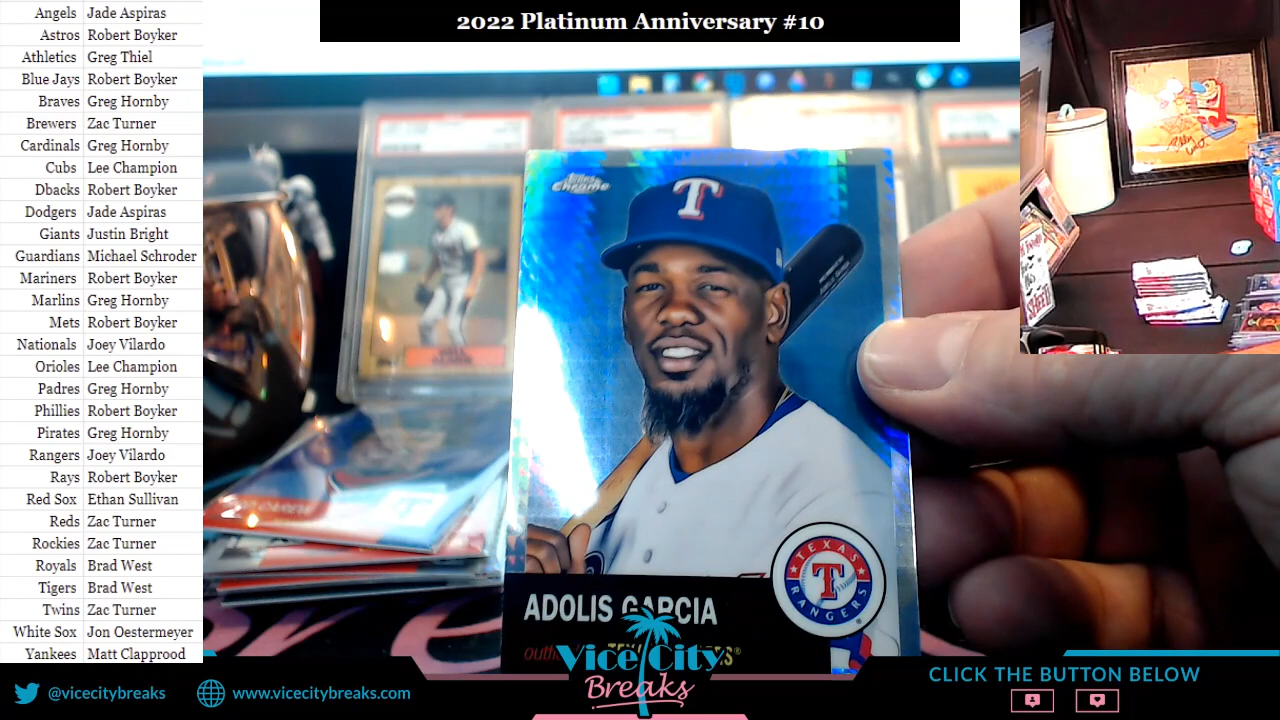 2022 Platinum Anniversary #10
Angels Jade Aspiras
Astros Robert Boyker
Athletics Greg Thiel
Blue Jays Robert Boyker
Braves Greg Hornby
Brewers Zac Turner
Cardinals Greg Hornby
Cubs Lee Champion
Dbacks Robert Boyker
Dodgers Jade Aspiras
Giants Justin Bright
Guardians Michael Schroder
Mariners Robert Boyker
Marlins Greg Hornby
Mets Robert Boyker
Nationals Joey Vilardo
Orioles Lee Champion
Padres Greg Hornby
Phillies Robert Boyker
Pirates Greg Hornby
Rangers Joey Vilardo
Rays Robert Boyker
Red Sox Ethan Sullivan
Reds Zac Turner
Rockies Zac Turner
Royals Brad West
Tigers Brad West
Twins Zac Turner
White Sox Jon Oestermeyer
Yankees Matt Clapprood
Topps
Chrome
T
TEXAS
T
RANGERS
ADOLIS GARCIA
Vice City
Breaks
@vicecitybreaks
www.vicecitybreaks.com
CLICK THE BUTTON BELOW